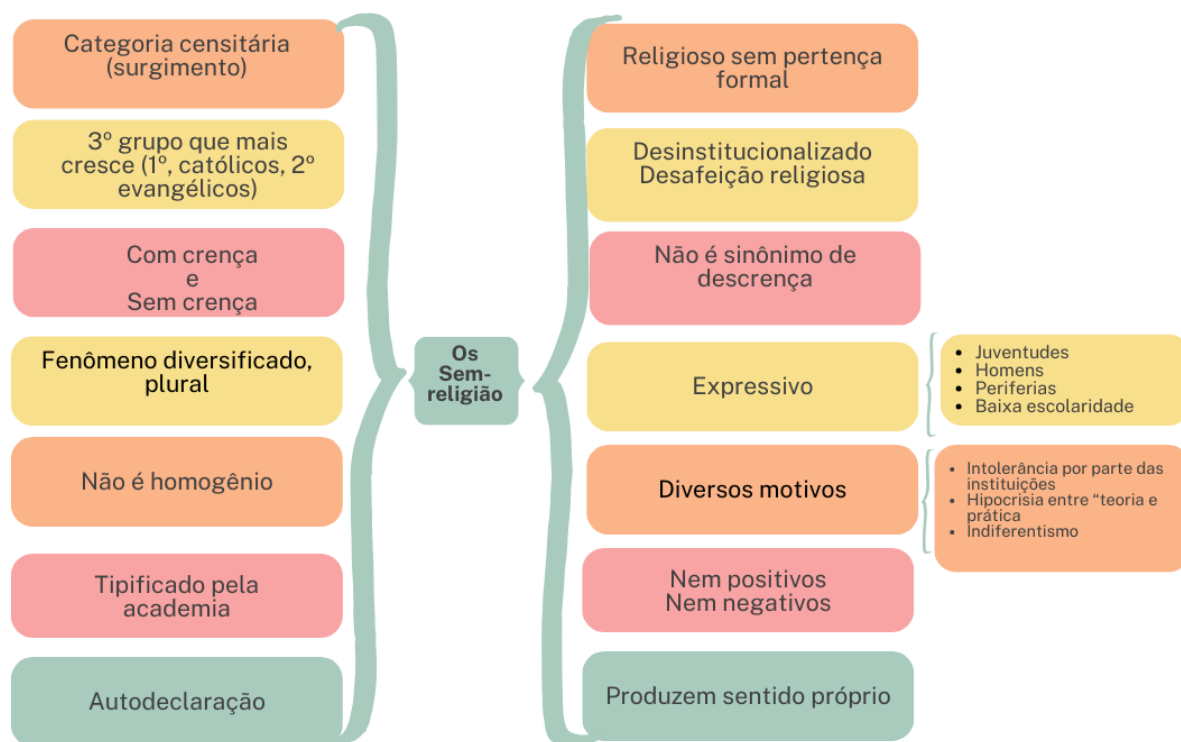 Categoria censitária
(surgimento)
3º grupo que mais
cresce (1º, católicos, 2º
evangélicos)
Com crença
e
Sem crença
Fenômeno diversificado,
plural
Não é homogênio
Tipificado pela
academia
Autodeclaração
Os
Sem-
religião
Religioso sem pertença
formal
Desinstitucionalizado
Desafeição religiosa
Não é sinônimo de
descrença
Expressivo
• Juventudes
• Homens
• Periferias
• Baixa escolaridade
Diversos motivos
• Intolerância por parte das
instituições
• Hipocrisia entre “teoria e
prática
• Indiferentismo
Nem positivos
Nem negativos
Produzem sentido próprio